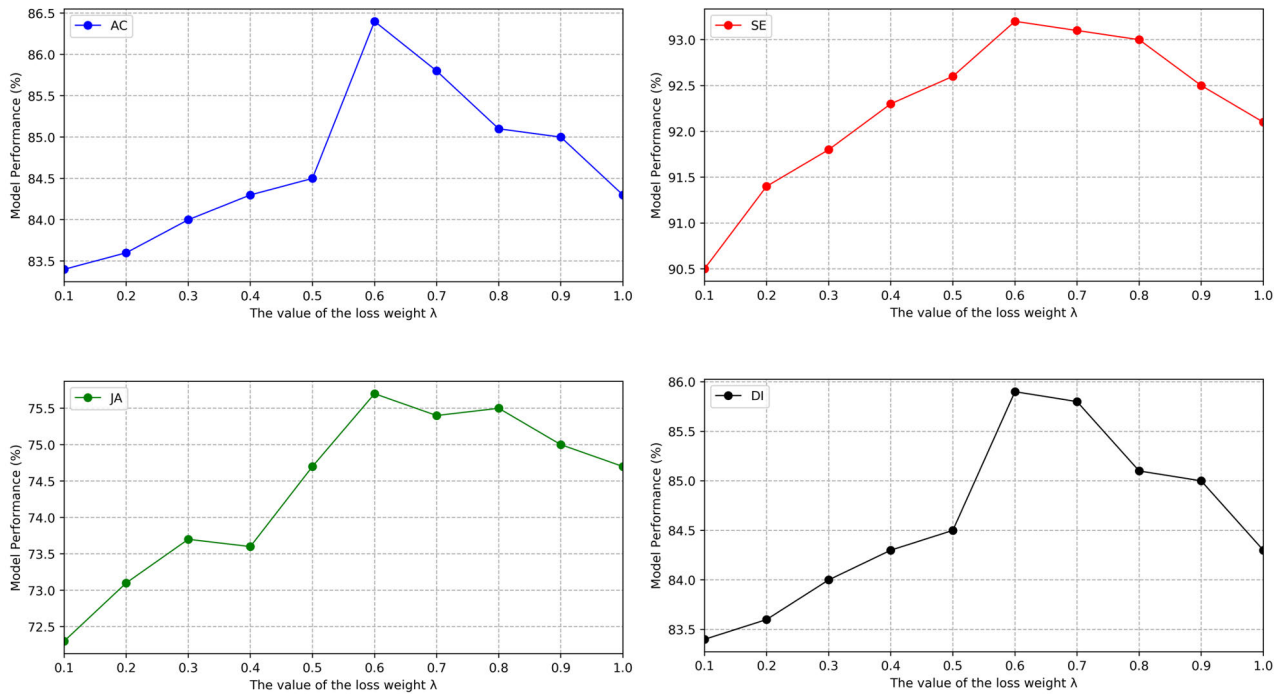 AC
86.5
86.0
85.5
85.0
84.5
84.0
83.5
Model Performance (%)
0.1 0.2 0.3 0.4 0.5 0.6 0.7 0.8 0.9 1.0
The value of the loss weight λ
SE
93.0
92.5
92.0
91.5
91.0
90.5
Model Performance (%)
0.1 0.2 0.3 0.4 0.5 0.6 0.7 0.8 0.9 1.0
The value of the loss weight λ
JA
75.5
75.0
74.5
74.0
73.5
73.0
72.5
Model Performance (%)
0.1 0.2 0.3 0.4 0.5 0.6 0.7 0.8 0.9 1.0
The value of the loss weight λ
DI
86.0
85.5
85.0
84.5
84.0
83.5
Model Performance (%)
0.1 0.2 0.3 0.4 0.5 0.6 0.7 0.8 0.9 1.0
The value of the loss weight λ